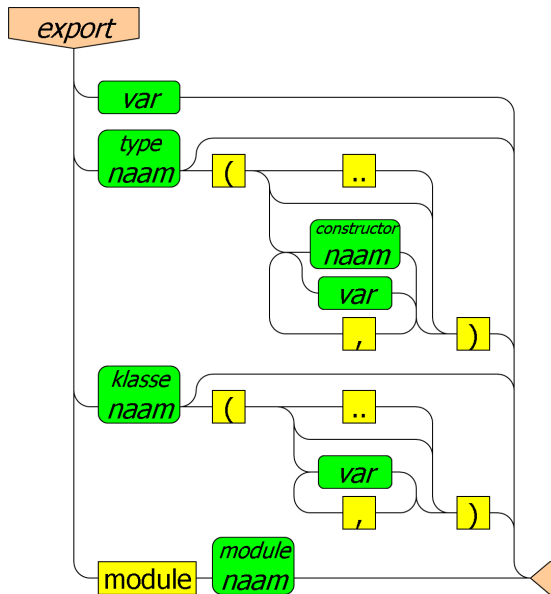 export
var
type
naam
( ..
constructor
naam
var
, )
klasse
naam
( ..
var
, )
module
module naam